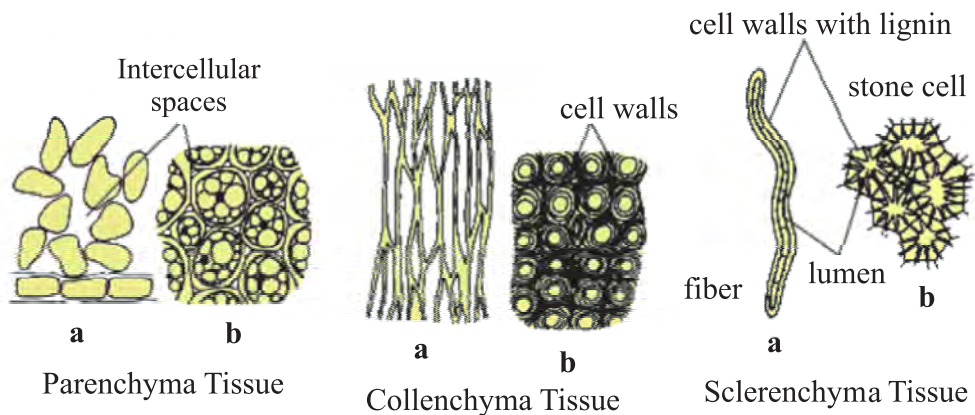 Intercellular
spaces
a
b
Parenchyma Tissue
cell walls
a
b
Collenchyma Tissue
cell walls with lignin
stone cell
fiber
lumen
a
b
Sclerenchyma Tissue